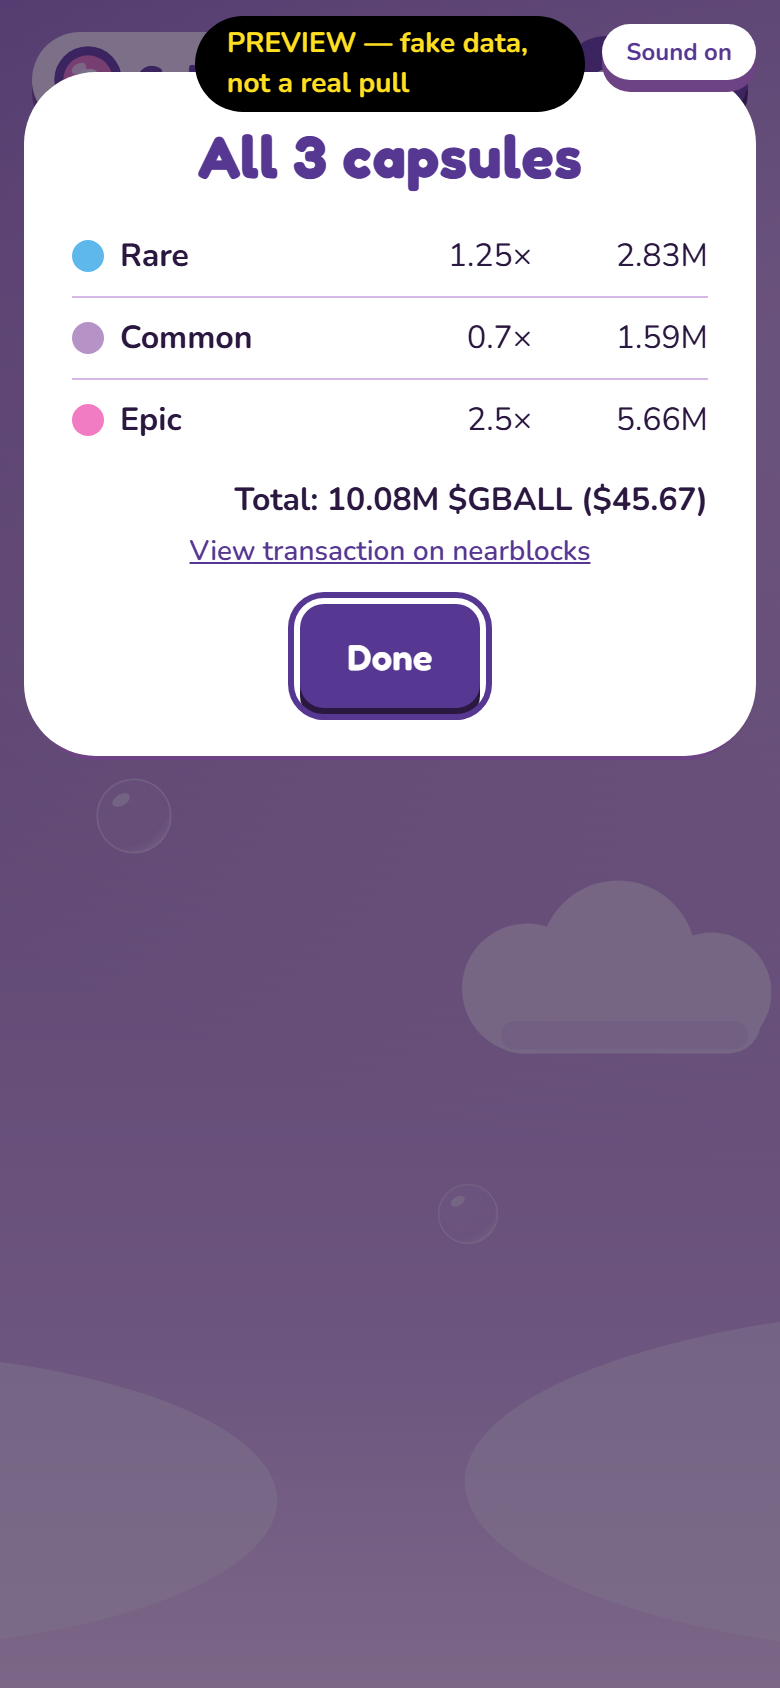 PREVIEW — fake data,
not a real pull
Sound on
All 3 capsules
Rare 1.25× 2.83M
Common 0.7× 1.59M
Epic 2.5× 5.66M
Total: 10.08M $GBALL ($45.67)
View transaction on nearblocks
Done